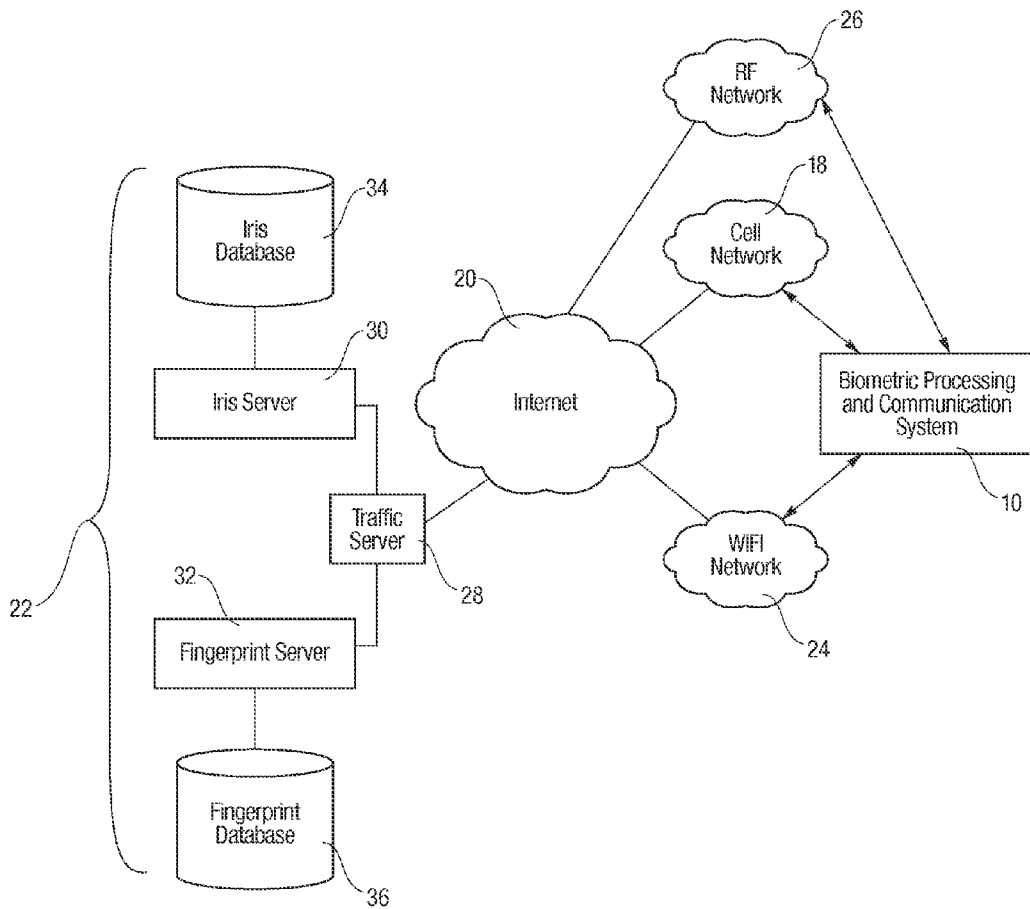 26
RF
Network
18
Cell
Network
34
Iris
Database
20
30
Iris Server
Internet
Biometric Processing
and Communication
System
10
Traffic
Server
28
WIFI
Network
24
22
32
Fingerprint Server
Fingerprint
Database
36